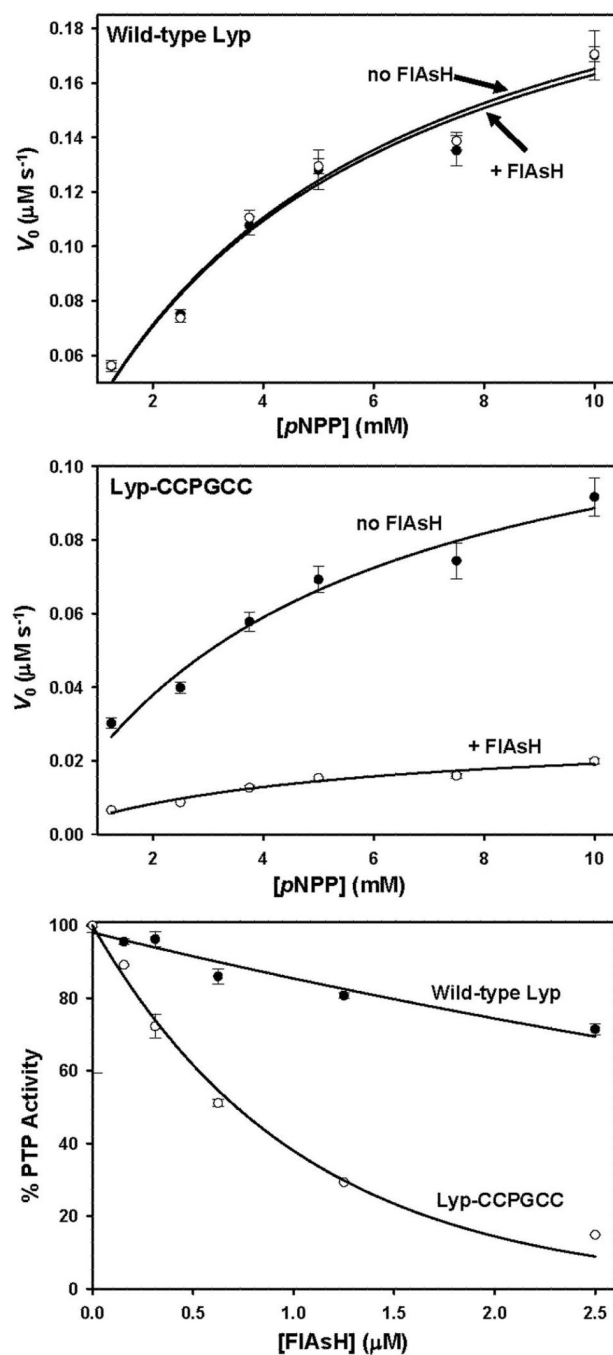 Wild-type Lyp
no FlAsH
+ FlAsH
V0 (μM s-1)
0.18
0.16
0.14
0.12
0.10
0.08
0.06
2 4 6 8 10
[pNPP] (mM)
Lyp-CCPGCC
no FlAsH
+ FlAsH
V0 (μM s-1)
0.10
0.08
0.06
0.04
0.02
0.00
2 4 6 8 10
[pNPP] (mM)
% PTP Activity
100
80
60
40
20
0
Wild-type Lyp
Lyp-CCPGCC
0.0 0.5 1.0 1.5 2.0 2.5
[FlAsH] (μM)